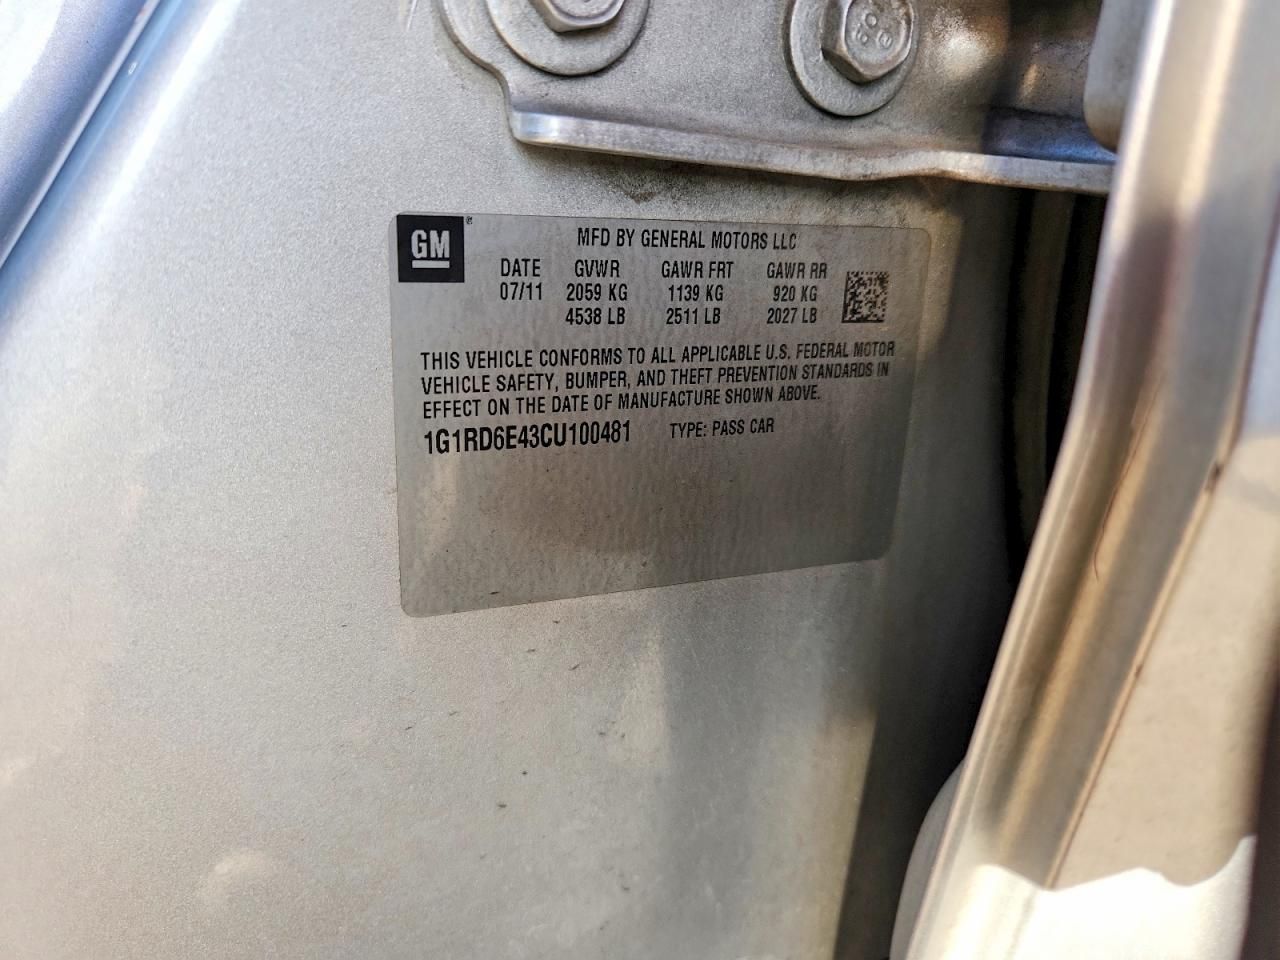 GM ®
MFD BY GENERAL MOTORS LLC
DATE GVWR GAWR FRT GAWR RR
07/11 2059 KG 1139 KG 920 KG
4538 LB 2511 LB 2027 LB
THIS VEHICLE CONFORMS TO ALL APPLICABLE U.S. FEDERAL MOTOR
VEHICLE SAFETY, BUMPER, AND THEFT PREVENTION STANDARDS IN
EFFECT ON THE DATE OF MANUFACTURE SHOWN ABOVE.
1G1RD6E43CU100481 TYPE: PASS CAR